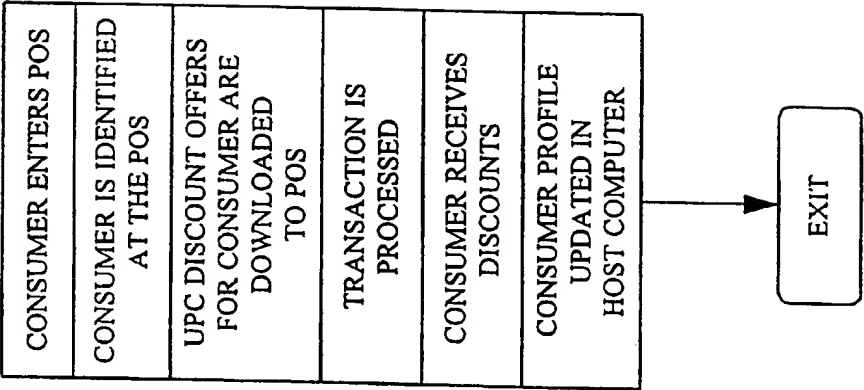 CONSUMER ENTERS POS
CONSUMER IS IDENTIFIED
AT THE POS
UPC DISCOUNT OFFERS
FOR CONSUMER ARE
DOWNLOADED
TO POS
TRANSACTION IS
PROCESSED
CONSUMER RECEIVES
DISCOUNTS
CONSUMER PROFILE
UPDATED IN
HOST COMPUTER
EXIT